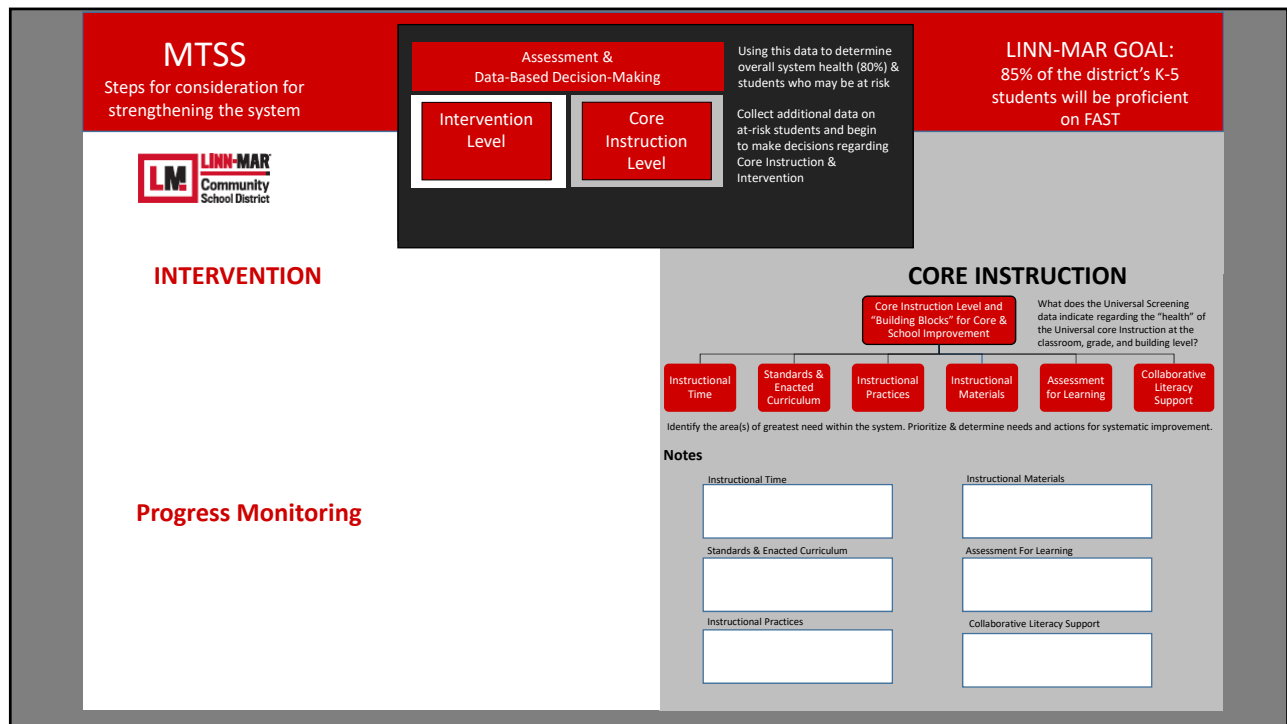 MTSS
Steps for consideration for
strengthening the system
Assessment &
Data-Based Decision-Making
Intervention
Level
Core
Instruction
Level
Using this data to determine
overall system health (80%) &
students who may be at risk
Collect additional data on
at-risk students and begin
to make decisions regarding
Core Instruction &
Intervention
LINN-MAR GOAL:
85% of the district's K-5
students will be proficient
on FAST
LM
LINN-MAR
Community
School District
INTERVENTION
Progress Monitoring
CORE INSTRUCTION
Core Instruction Level and
"Building Blocks" for Core &
School Improvement
What does the Universal Screening
data indicate regarding the "health" of
the Universal core Instruction at the
classroom, grade, and building level?
Instructional
Time
Standards &
Enacted
Curriculum
Instructional
Practices
Instructional
Materials
Assessment
for Learning
Collaborative
Literacy
Support
Identify the area(s) of greatest need within the system. Prioritize & determine needs and actions for systematic improvement.
Notes
Instructional Time
Instructional Materials
Standards & Enacted Curriculum
Assessment For Learning
Instructional Practices
Collaborative Literacy Support